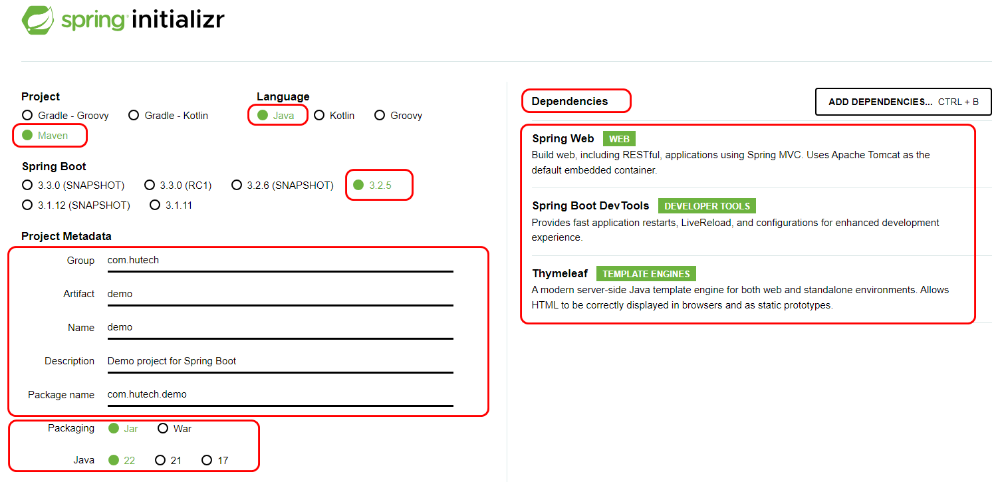 spring initializr
Project
Gradle - Groovy Gradle - Kotlin
Maven
Language
Java Kotlin Groovy
Spring Boot
3.3.0 (SNAPSHOT) 3.3.0 (RC1) 3.2.6 (SNAPSHOT) 3.2.5
3.1.12 (SNAPSHOT) 3.1.11
Project Metadata
Group com.hutech
Artifact demo
Name demo
Description Demo project for Spring Boot
Package name com.hutech.demo
Packaging Jar War
Java 22 21 17
Dependencies
ADD DEPENDENCIES... CTRL + B
Spring Web WEB
Build web, including RESTful, applications using Spring MVC. Uses Apache Tomcat as the
default embedded container.
Spring Boot DevTools DEVELOPER TOOLS
Provides fast application restarts, LiveReload, and configurations for enhanced development
experience.
Thymeleaf TEMPLATE ENGINES
A modern server-side Java template engine for both web and standalone environments. Allows
HTML to be correctly displayed in browsers and as static prototypes.